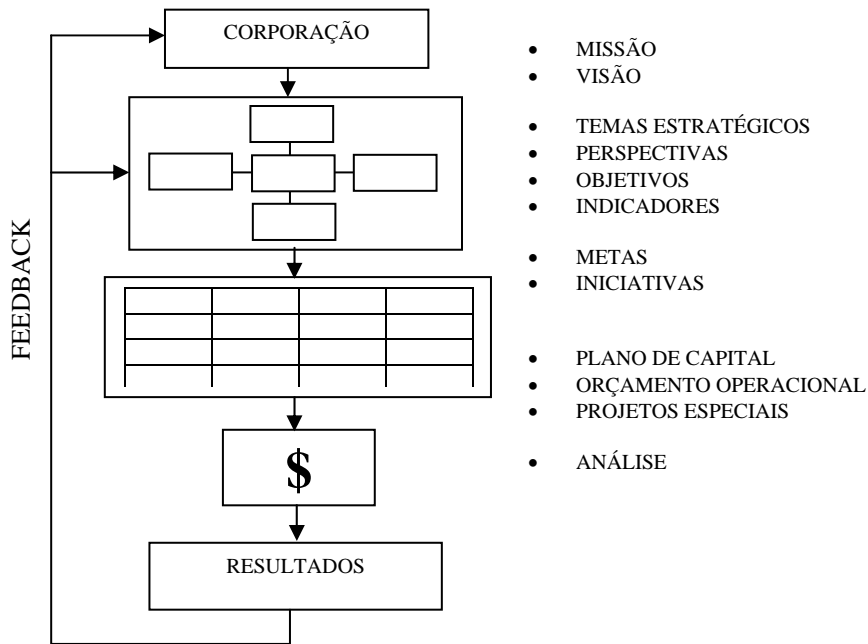 CORPORAÇÃO
• MISSÃO
• VISÃO
• TEMAS ESTRATÉGICOS
• PERSPECTIVAS
• OBJETIVOS
• INDICADORES
• METAS
• INICIATIVAS
FEEDBACK
• PLANO DE CAPITAL
• ORÇAMENTO OPERACIONAL
• PROJETOS ESPECIAIS
$
• ANÁLISE
RESULTADOS